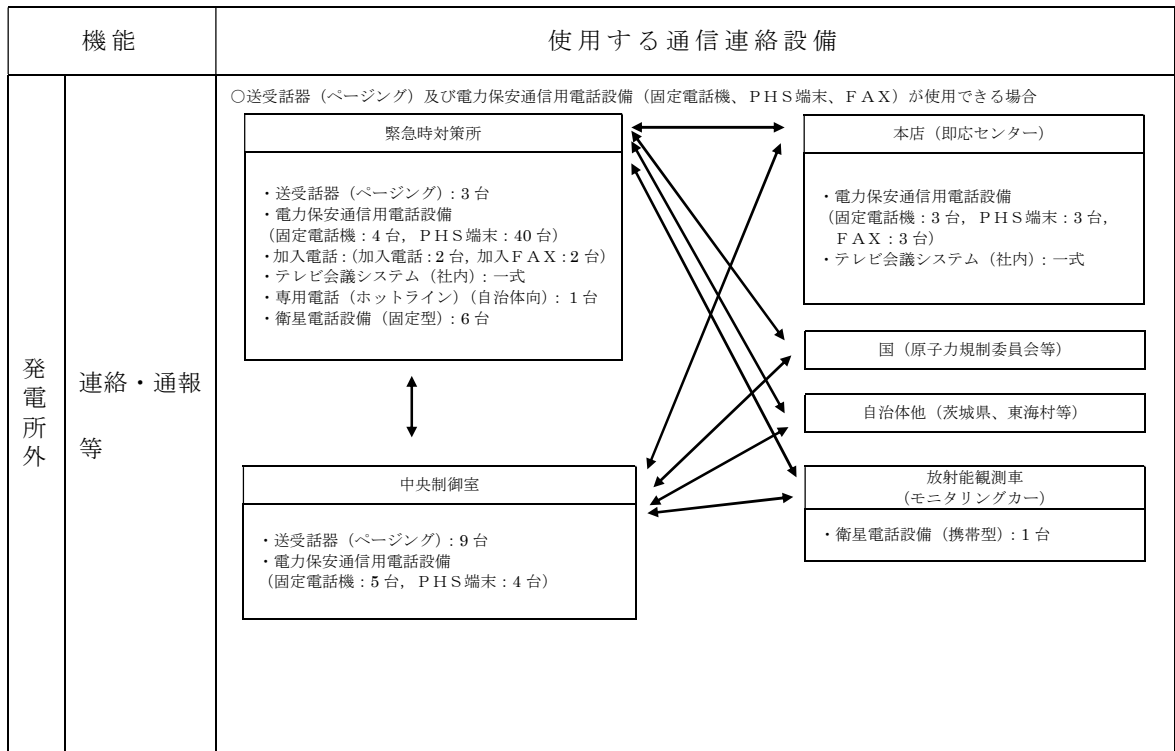 機能
使用する通信連絡設備
発電所外
連絡・通報
等
○送受話器（ページング）及び電力保安通信用電話設備（固定電話機、ＰＨＳ端末、ＦＡＸ）が使用できる場合
緊急時対策所
・送受話器（ページング）：3 台
・電力保安通信用電話設備
（固定電話機：4 台，ＰＨＳ端末：40 台）
・加入電話：（加入電話：2 台，加入ＦＡＸ：2 台）
・テレビ会議システム（社内）：一式
・専用電話（ホットライン）（自治体向）：1 台
・衛星電話設備（固定型）：6 台
中央制御室
・送受話器（ページング）：9 台
・電力保安通信用電話設備
（固定電話機：5 台，ＰＨＳ端末：4 台）
本店（即応センター）
・電力保安通信用電話設備
（固定電話機：3 台，ＰＨＳ端末：3 台，
ＦＡＸ：3 台）
・テレビ会議システム（社内）：一式
国（原子力規制委員会等）
自治体他（茨城県、東海村等）
放射能観測車
（モニタリングカー）
・衛星電話設備（携帯型）：1 台